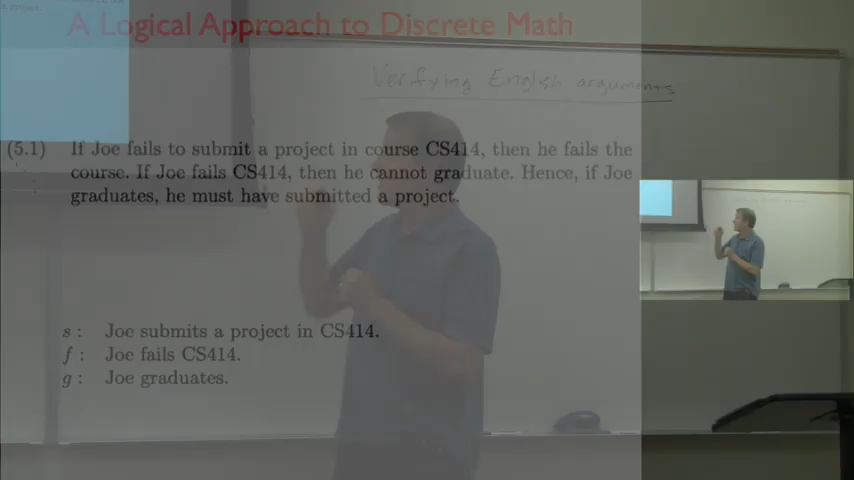 a project.
A Logical Approach to Discrete Math
Verifying English arguments
(5.1) If Joe fails to submit a project in course CS414, then he fails the
course. If Joe fails CS414, then he cannot graduate. Hence, if Joe
graduates, he must have submitted a project.
s : Joe submits a project in CS414.
f : Joe fails CS414.
g : Joe graduates.